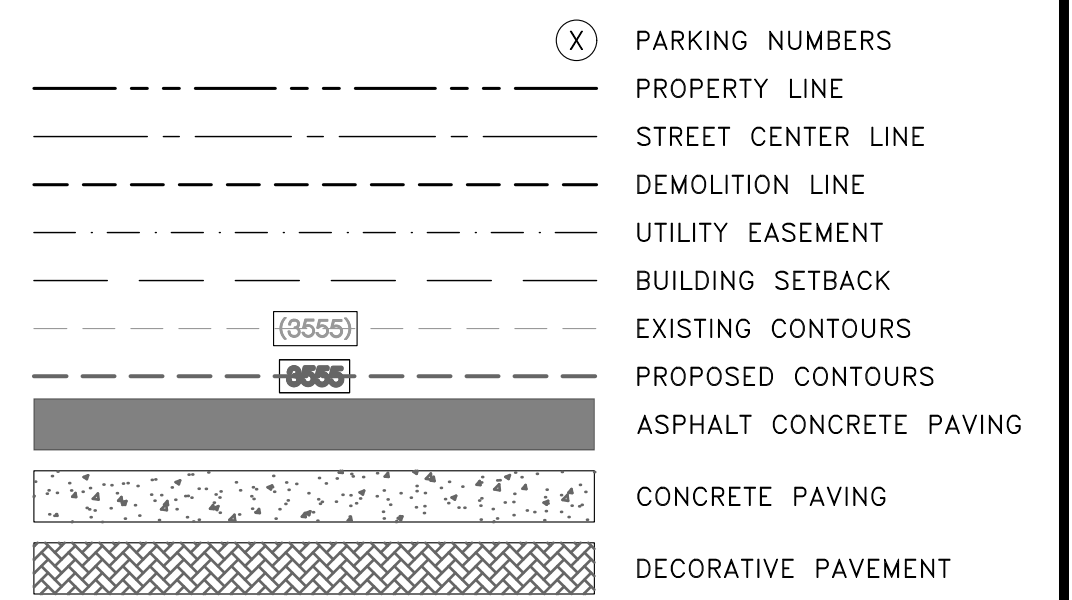 X PARKING NUMBERS
PROPERTY LINE
STREET CENTER LINE
DEMOLITION LINE
UTILITY EASEMENT
BUILDING SETBACK
(3555) EXISTING CONTOURS
3555 PROPOSED CONTOURS
ASPHALT CONCRETE PAVING
CONCRETE PAVING
DECORATIVE PAVEMENT